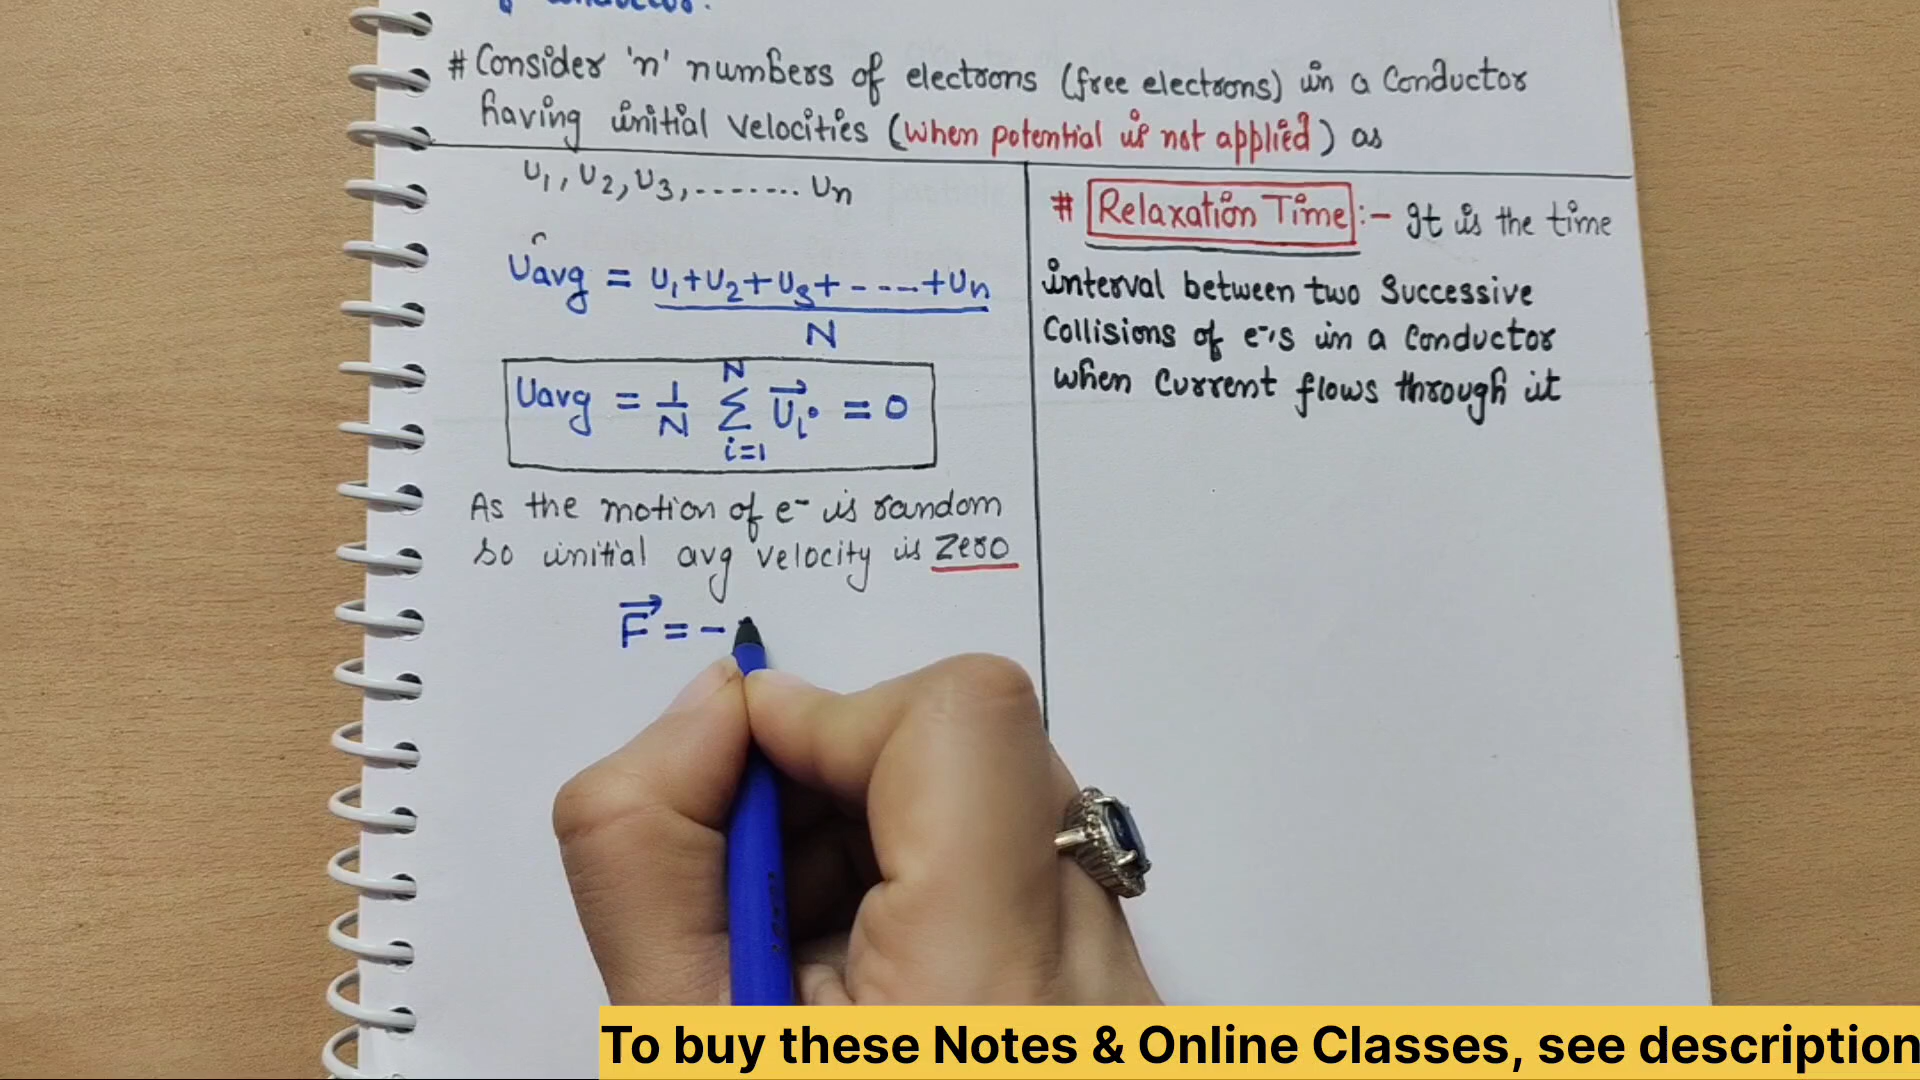 # Consider 'n' numbers of electrons (free electrons) in a Conductor
having initial velocities (when potential is not applied) as
U₁, U₂, U₃, ....... Un
Uavg = U₁+U₂+U₃+----+Un
N
Uavg = 1/N N∑i=1 U⃗i = 0
As the motion of e⁻ is random
so initial avg velocity is Zero
F⃗ = -
# Relaxation Time :- It is the time
interval between two Successive
Collisions of e⁻'s in a Conductor
when Current flows through it
To buy these Notes & Online Classes, see description